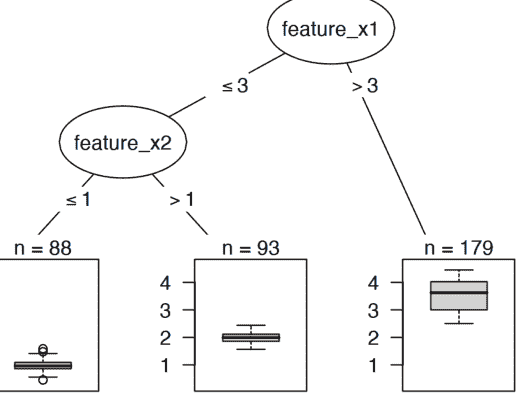 feature_x1
≤ 3 > 3
feature_x2
≤ 1 > 1
n = 88 n = 93 n = 179
4 4
3 3
2 2
1 1